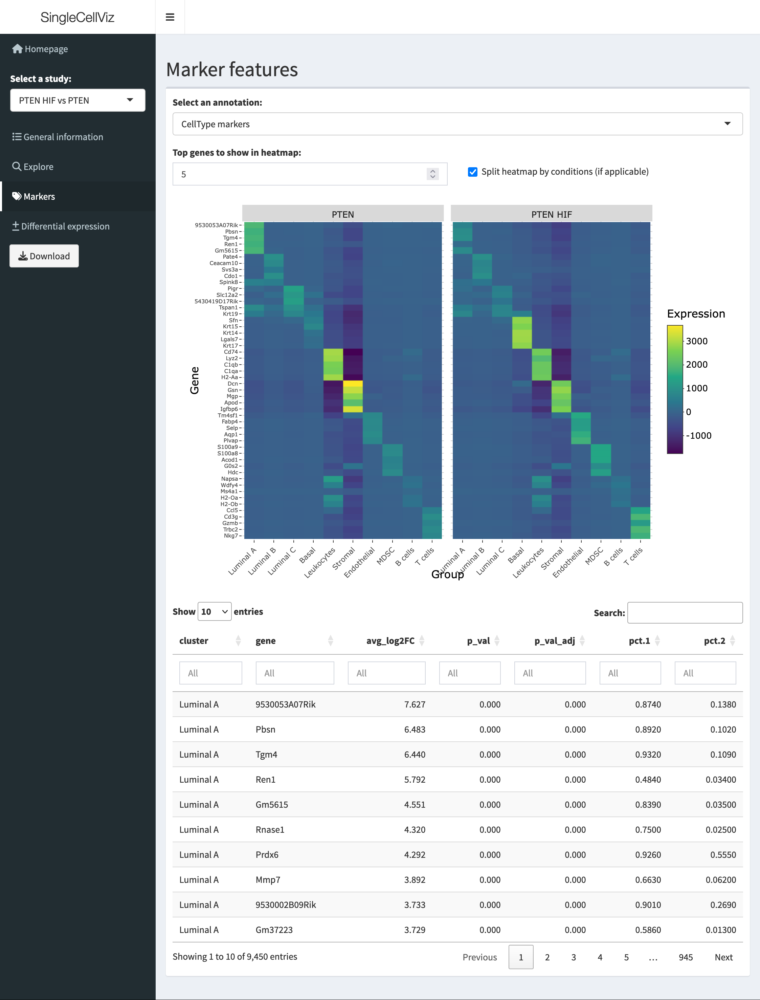 SingleCellViz
Homepage
Select a study:
PTEN HIF vs PTEN
General information
Explore
Markers
Differential expression
Download
Marker features
Select an annotation:
CellType markers
Top genes to show in heatmap:
5
Split heatmap by conditions (if applicable)
PTEN
PTEN HIF
9530053A07Rik
Pbsn
Tgm4
Ren1
Gm5615
Pate4
Ceacam10
Svs3a
Cdo1
Spink8
Pigr
Slc12a2
5430419D17Rik
Tspan1
Krt19
Sfn
Krt15
Krt14
Lgals7
Krt17
Cd74
Lyz2
C1qb
C1qa
H2-Aa
Dcn
Gsn
Mgp
Apod
Igfbp6
Tm4sf1
Fabp4
Selp
Aqp1
Plvap
S100a9
S100a8
Acod1
G0s2
Hdc
Napsa
Wdfy4
Ms4a1
H2-Oa
H2-Ob
Ccl5
Cd3g
Gzmb
Trbc2
Nkg7
Gene
Luminal A Luminal B Luminal C Basal Leukocytes Stromal Endothelial MDSC B cells T cells
Luminal A Luminal B Luminal C Basal Leukocytes Stromal Endothelial MDSC B cells T cells
Group
Expression
3000
2000
1000
0
-1000
Show 10 entries
Search:
cluster gene avg_log2FC p_val p_val_adj pct.1 pct.2
All All All All All All All
Luminal A 9530053A07Rik 7.627 0.000 0.000 0.8740 0.1380
Luminal A Pbsn 6.483 0.000 0.000 0.8920 0.1020
Luminal A Tgm4 6.440 0.000 0.000 0.9320 0.1090
Luminal A Ren1 5.792 0.000 0.000 0.4840 0.03400
Luminal A Gm5615 4.551 0.000 0.000 0.8390 0.03500
Luminal A Rnase1 4.320 0.000 0.000 0.7500 0.02500
Luminal A Prdx6 4.292 0.000 0.000 0.9260 0.5550
Luminal A Mmp7 3.892 0.000 0.000 0.6630 0.06200
Luminal A 9530002B09Rik 3.733 0.000 0.000 0.9010 0.2690
Luminal A Gm37223 3.729 0.000 0.000 0.5860 0.01300
Showing 1 to 10 of 9,450 entries
Previous 1 2 3 4 5 … 945 Next